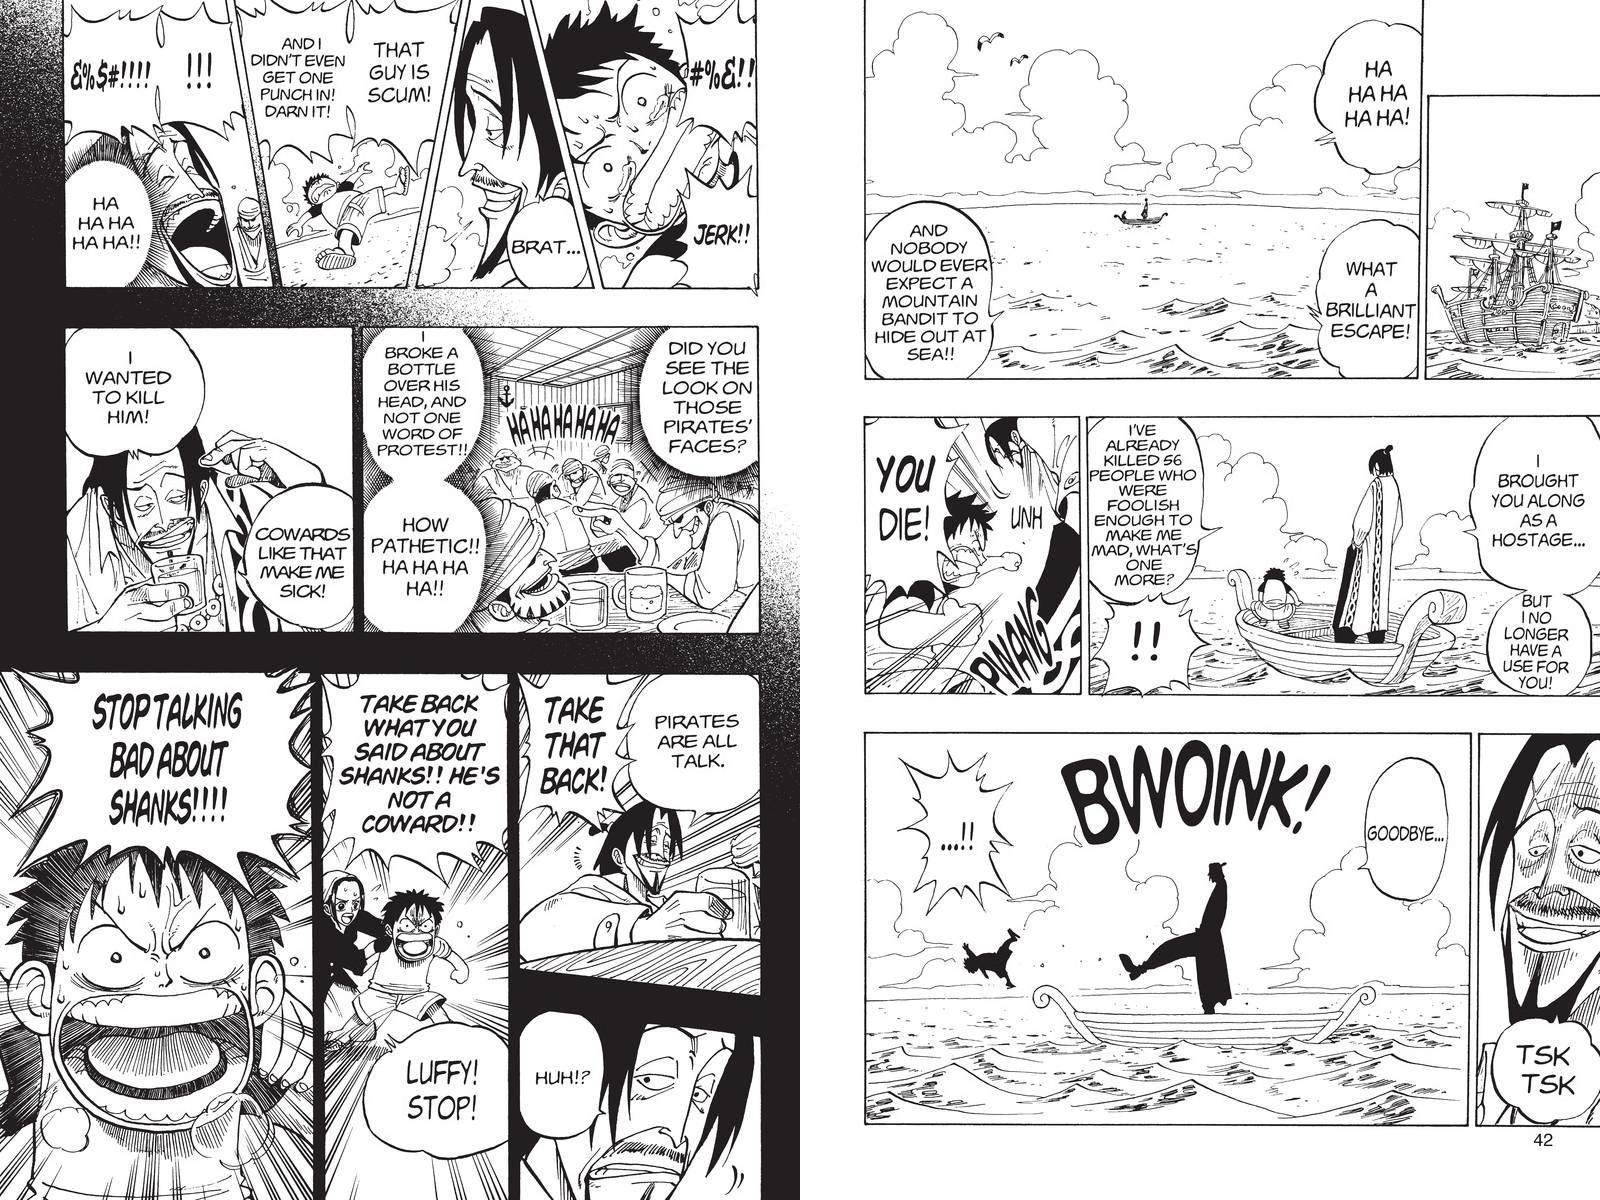 HA
HA HA
HA HA!
WHAT
A
BRILLIANT
ESCAPE!
AND
NOBODY
WOULD EVER
EXPECT A
MOUNTAIN
BANDIT TO
HIDE OUT AT
SEA!!
I
BROUGHT
YOU ALONG
AS A
HOSTAGE...
BUT
I NO
LONGER
HAVE A
USE FOR
YOU!
I'VE
ALREADY
KILLED 56
PEOPLE WHO
WERE
FOOLISH
ENOUGH TO
MAKE ME
MAD, WHAT'S
ONE
MORE?
!!
UNH
YOU
DIE!
PWANG
TSK
TSK
GOODBYE...
BWOINK!
...!!
42
#%&!!
JERK!!
BRAT...
THAT
GUY IS
SCUM!
AND I
DIDN'T EVEN
GET ONE
PUNCH IN!
DARN IT!
!!!
&%$#!!!!
HA
HA HA
HA HA!!
DID YOU
SEE THE
LOOK ON
THOSE
PIRATES'
FACES?
HA HA HA HA HA
I
BROKE A
BOTTLE
OVER HIS
HEAD, AND
NOT ONE
WORD OF
PROTEST!!
HOW
PATHETIC!!
HA HA HA
HA!!
I
WANTED
TO KILL
HIM!
COWARDS
LIKE THAT
MAKE ME
SICK!
PIRATES
ARE ALL
TALK.
TAKE
THAT
BACK!
HUH!?
TAKE BACK
WHAT YOU
SAID ABOUT
SHANKS!! HE'S
NOT A
COWARD!!
LUFFY!
STOP!
STOP TALKING
BAD ABOUT
SHANKS!!!!